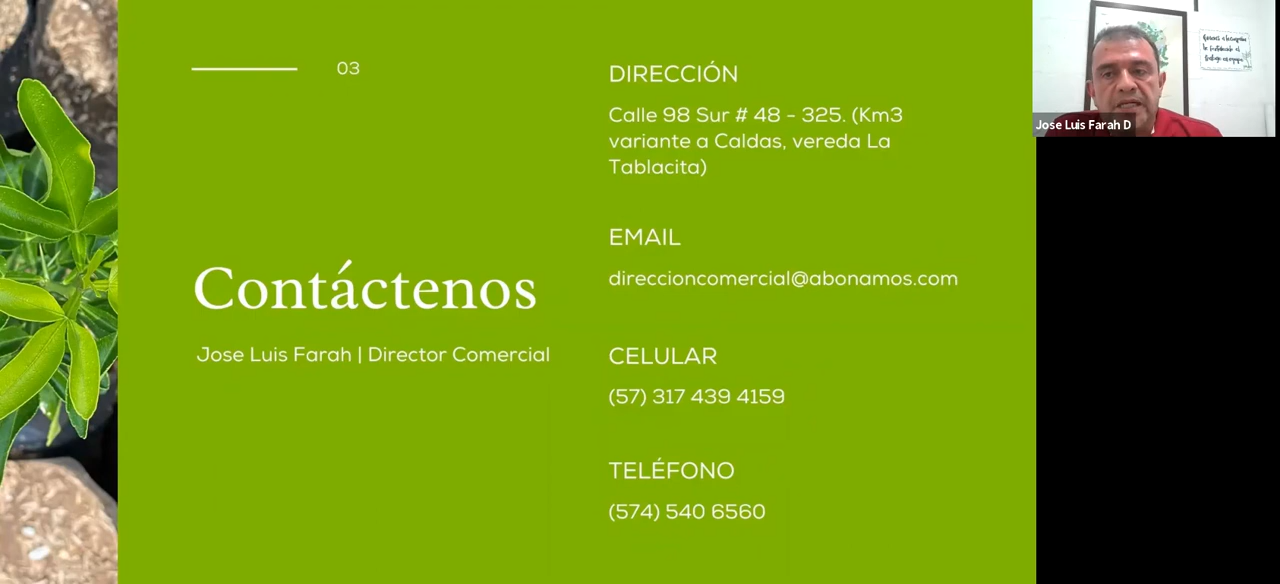 03
Contáctenos
Jose Luis Farah | Director Comercial
DIRECCIÓN
Calle 98 Sur # 48 - 325. (Km3
variante a Caldas, vereda La
Tablacita)
EMAIL
direccioncomercial@abonamos.com
CELULAR
(57) 317 439 4159
TELÉFONO
(574) 540 6560
Jose Luis Farah D